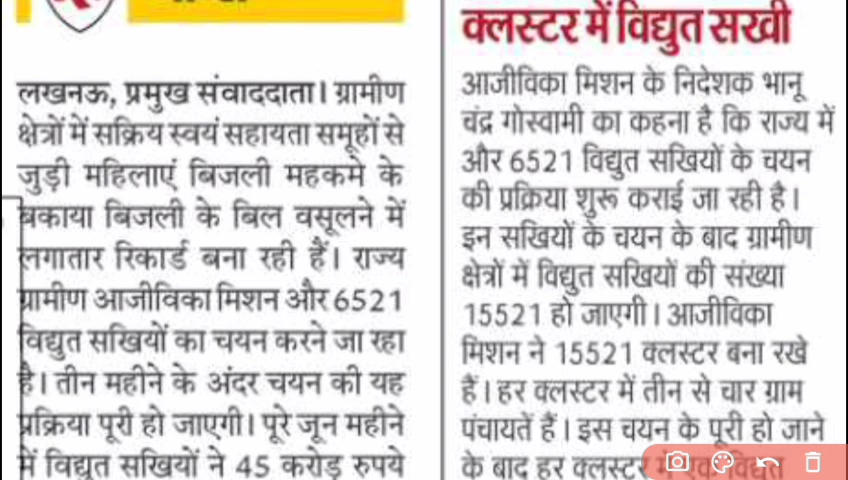 लखनऊ, प्रमुख संवाददाता। ग्रामीण
क्षेत्रों में सक्रिय स्वयं सहायता समूहों से
जुड़ी महिलाएं बिजली महकमे के
बकाया बिजली के बिल वसूलने में
लगातार रिकार्ड बना रही हैं। राज्य
ग्रामीण आजीविका मिशन और 6521
विद्युत सखियों का चयन करने जा रहा
है। तीन महीने के अंदर चयन की यह
प्रक्रिया पूरी हो जाएगी। पूरे जून महीने
में विद्युत सखियों ने 45 करोड़ रुपये
क्लस्टर में विद्युत सखी
आजीविका मिशन के निदेशक भानू
चंद्र गोस्वामी का कहना है कि राज्य में
और 6521 विद्युत सखियों के चयन
की प्रक्रिया शुरू कराई जा रही है।
इन सखियों के चयन के बाद ग्रामीण
क्षेत्रों में विद्युत सखियों की संख्या
15521 हो जाएगी। आजीविका
मिशन ने 15521 क्लस्टर बना रखे
हैं। हर क्लस्टर में तीन से चार ग्राम
पंचायतें हैं। इस चयन के पूरी हो जाने
के बाद हर क्लस्टर में एक विद्युत